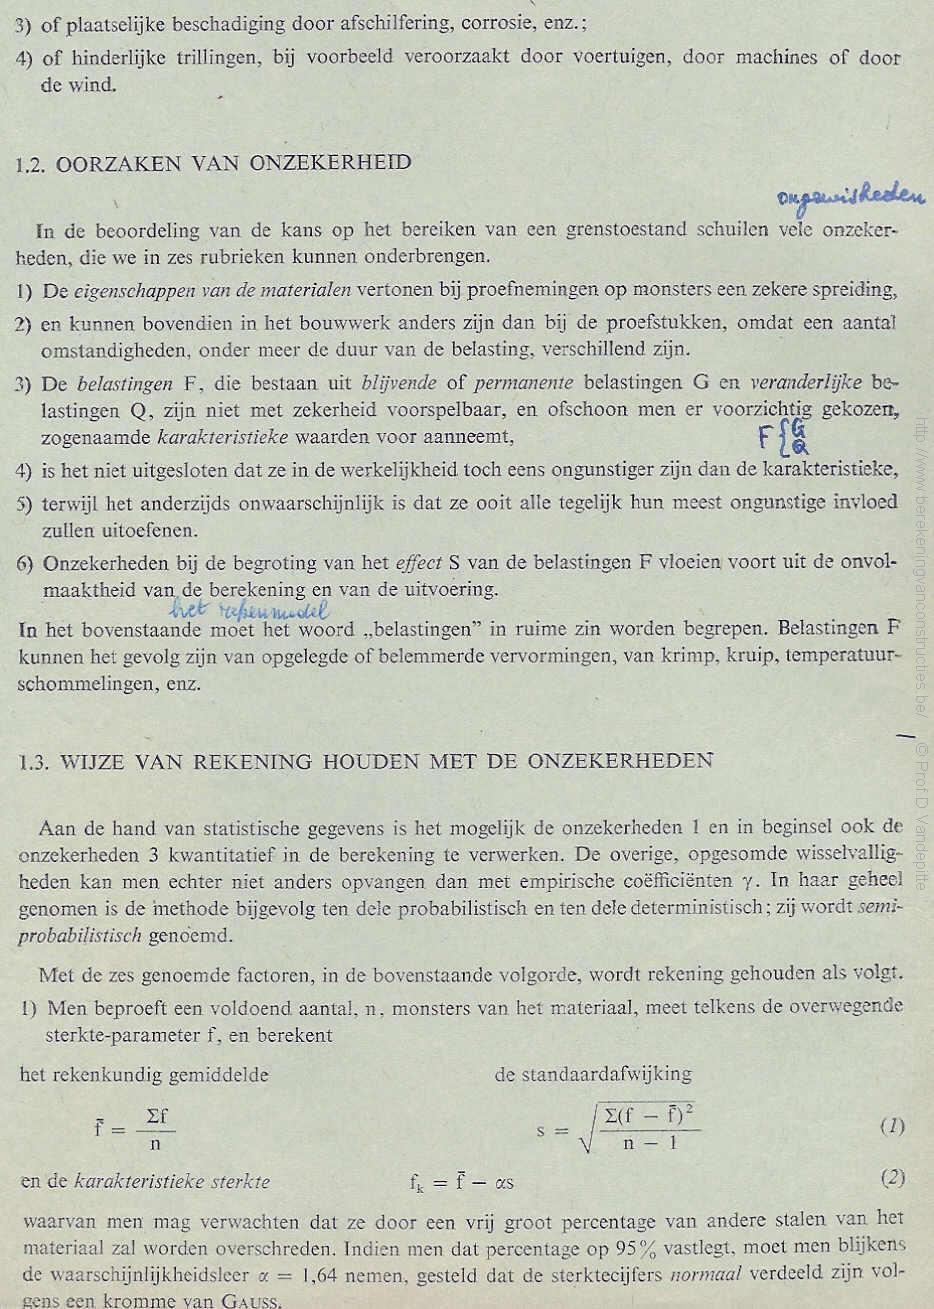 3) of plaatselijke beschadiging door afschilfering, corrosie, enz.;
4) of hinderlijke trillingen, bij voorbeeld veroorzaakt door voertuigen, door machines of door
de wind.
1.2. OORZAKEN VAN ONZEKERHEID
ongewisheden
In de beoordeling van de kans op het bereiken van een grenstoestand schuilen vele onzeker-
heden, die we in zes rubrieken kunnen onderbrengen.
1) De eigenschappen van de materialen vertonen bij proefnemingen op monsters een zekere spreiding,
2) en kunnen bovendien in het bouwwerk anders zijn dan bij de proefstukken, omdat een aantal
omstandigheden, onder meer de duur van de belasting, verschillend zijn.
3) De belastingen F, die bestaan uit blijvende of permanente belastingen G en veranderlijke be-
lastingen Q, zijn niet met zekerheid voorspelbaar, en ofschoon men er voorzichtig gekozen,
zogenaamde karakteristieke waarden voor aanneemt,
F { G
Q
4) is het niet uitgesloten dat ze in de werkelijkheid toch eens ongunstiger zijn dan de karakteristieke,
5) terwijl het anderzijds onwaarschijnlijk is dat ze ooit alle tegelijk hun meest ongunstige invloed
zullen uitoefenen.
6) Onzekerheden bij de begroting van het effect S van de belastingen F vloeien voort uit de onvol-
maaktheid van de berekening en van de uitvoering.
het rekenmodel
In het bovenstaande moet het woord „belastingen” in ruime zin worden begrepen. Belastingen F
kunnen het gevolg zijn van opgelegde of belemmerde vervormingen, van krimp, kruip, temperatuur-
schommelingen, enz.
1.3. WIJZE VAN REKENING HOUDEN MET DE ONZEKERHEDEN
Aan de hand van statistische gegevens is het mogelijk de onzekerheden 1 en in beginsel ook de
onzekerheden 3 kwantitatief in de berekening te verwerken. De overige, opgesomde wisselvallig-
heden kan men echter niet anders opvangen dan met empirische coëfficiënten γ. In haar geheel
genomen is de methode bijgevolg ten dele probabilistisch en ten dele deterministisch; zij wordt semi-
probabilistisch genoemd.
Met de zes genoemde factoren, in de bovenstaande volgorde, wordt rekening gehouden als volgt.
1) Men beproeft een voldoend aantal, n, monsters van het materiaal, meet telkens de overwegende
sterkte-parameter f, en berekent
het rekenkundig gemiddelde de standaardafwijking
f̄ = Σf / n s = √(Σ(f − f̄)² / (n − 1)) (1)
en de karakteristieke sterkte fₖ = f̄ − αs (2)
waarvan men mag verwachten dat ze door een vrij groot percentage van andere stalen van het
materiaal zal worden overschreden. Indien men dat percentage op 95% vastlegt, moet men blijkens
de waarschijnlijkheidsleer α = 1,64 nemen, gesteld dat de sterktecijfers normaal verdeeld zijn vol-
gens een kromme van GAUSS.
http://www.berekeningvanconstructies.be/ © Prof D Vandepitte